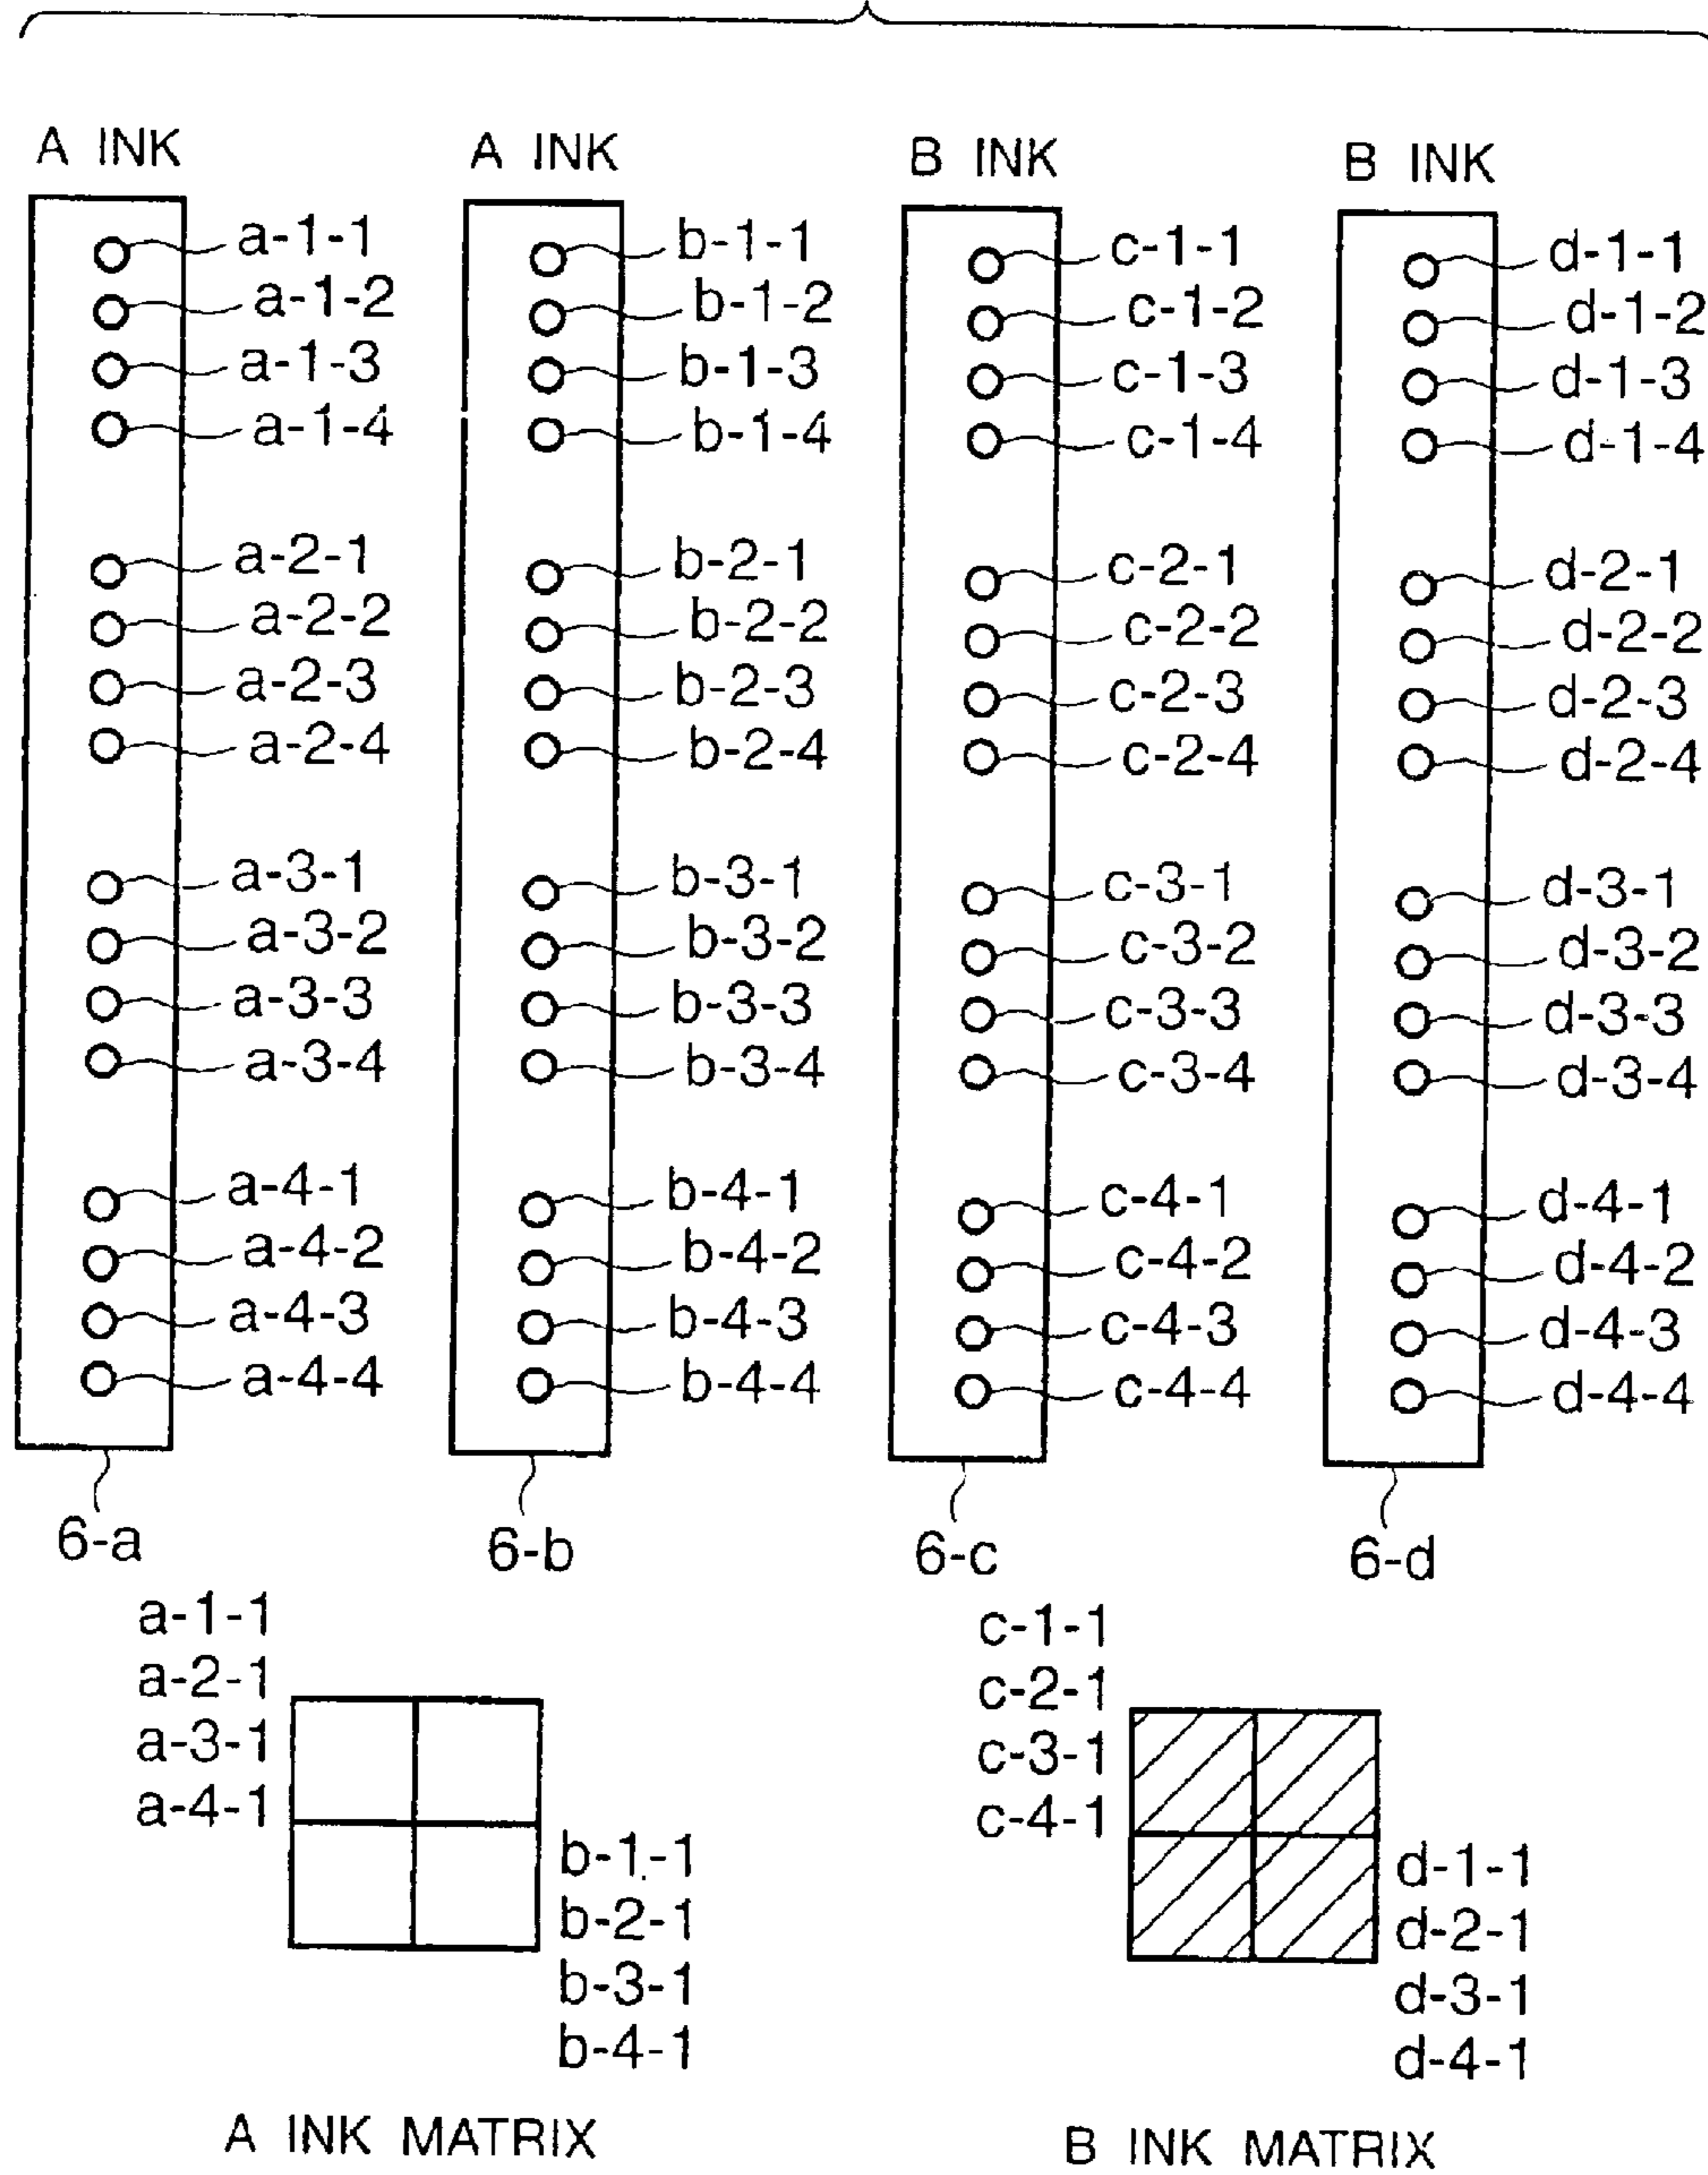 A INK A INK B INK B INK
a-1-1 b-1-1 c-1-1 d-1-1
a-1-2 b-1-2 c-1-2 d-1-2
a-1-3 b-1-3 c-1-3 d-1-3
a-1-4 b-1-4 c-1-4 d-1-4
a-2-1 b-2-1 c-2-1 d-2-1
a-2-2 b-2-2 c-2-2 d-2-2
a-2-3 b-2-3 c-2-3 d-2-3
a-2-4 b-2-4 c-2-4 d-2-4
a-3-1 b-3-1 c-3-1 d-3-1
a-3-2 b-3-2 c-3-2 d-3-2
a-3-3 b-3-3 c-3-3 d-3-3
a-3-4 b-3-4 c-3-4 d-3-4
a-4-1 b-4-1 c-4-1 d-4-1
a-4-2 b-4-2 c-4-2 d-4-2
a-4-3 b-4-3 c-4-3 d-4-3
a-4-4 b-4-4 c-4-4 d-4-4
6-a 6-b 6-c 6-d
a-1-1
a-2-1
a-3-1
a-4-1
b-1-1
b-2-1
b-3-1
b-4-1
A INK MATRIX
c-1-1
c-2-1
c-3-1
c-4-1
d-1-1
d-2-1
d-3-1
d-4-1
B INK MATRIX